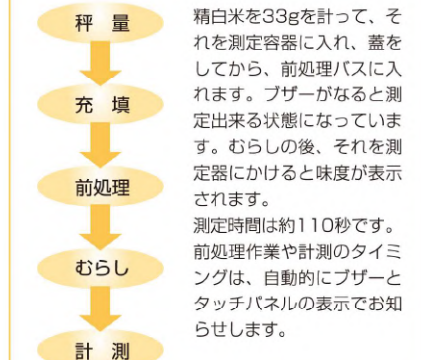 秤　量
充　填
前処理
むらし
計　測
精白米を33gを計って、そ
れを測定容器に入れ、蓋を
してから、前処理バスに入
れます。ブザーがなると測
定出来る状態になっていま
す。むらしの後、それを測
定器にかけると味度が表示
されます。
測定時間は約110秒です。
前処理作業や計測のタイミ
ングは、自動的にブザーと
タッチパネルの表示でお知
らせします。